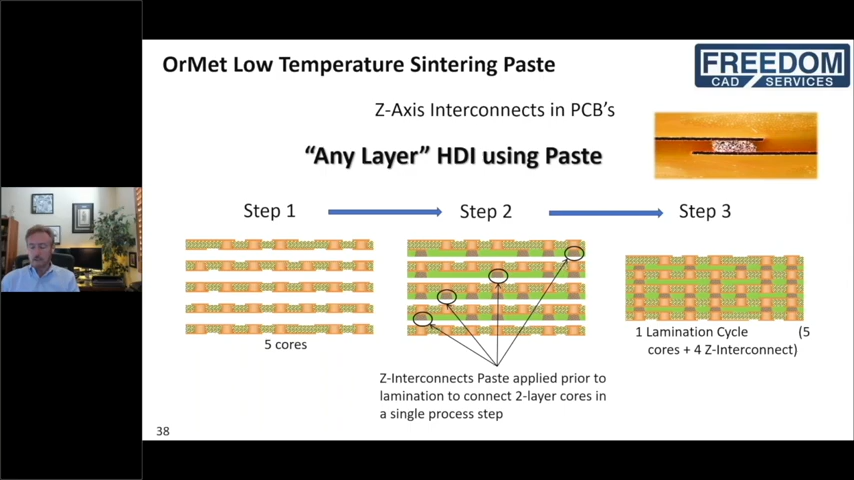 OrMet Low Temperature Sintering Paste
FREEDOM
CAD SERVICES
Z-Axis Interconnects in PCB's
“Any Layer” HDI using Paste
Step 1
Step 2
Step 3
5 cores
1 Lamination Cycle (5
cores + 4 Z-Interconnect)
Z-Interconnects Paste applied prior to
lamination to connect 2-layer cores in
a single process step
38